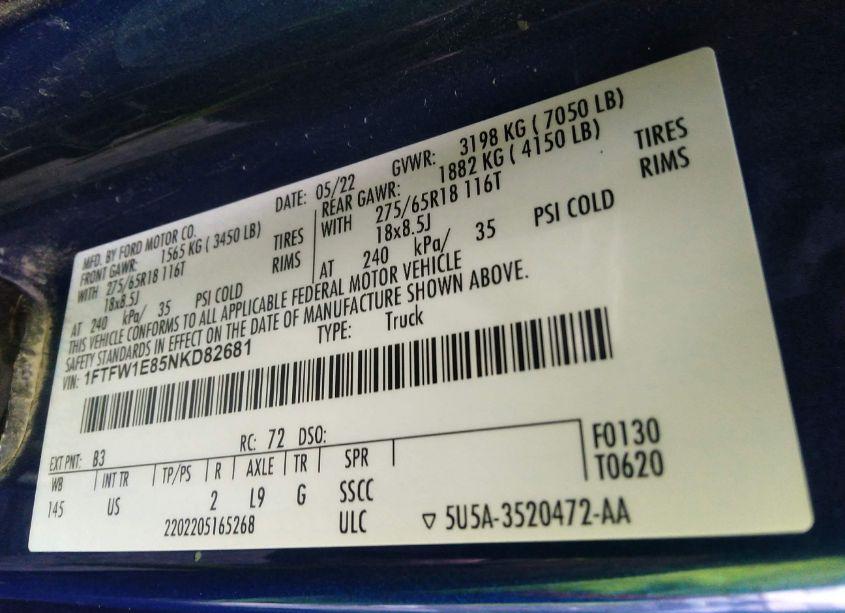 MFD. BY FORD MOTOR CO.
DATE: 05/22 GVWR: 3198 KG ( 7050 LB)
FRONT GAWR: 1565 KG ( 3450 LB)
WITH 275/65R18 116T TIRES
18x8.5J RIMS
AT 240 kPa/ 35 PSI COLD
REAR GAWR: 1882 KG ( 4150 LB)
WITH 275/65R18 116T TIRES
18x8.5J RIMS
AT 240 kPa/ 35 PSI COLD
THIS VEHICLE CONFORMS TO ALL APPLICABLE FEDERAL MOTOR VEHICLE
SAFETY STANDARDS IN EFFECT ON THE DATE OF MANUFACTURE SHOWN ABOVE.
VIN: 1FTFW1E85NKD82681 TYPE: Truck
EXT PNT: B3 RC: 72 DSO:
WB INT TR TP/PS R AXLE TR SPR
145 US 2 L9 G SSCC
2202205165268 ULC
F0130
T0620
▽ 5U5A-3520472-AA